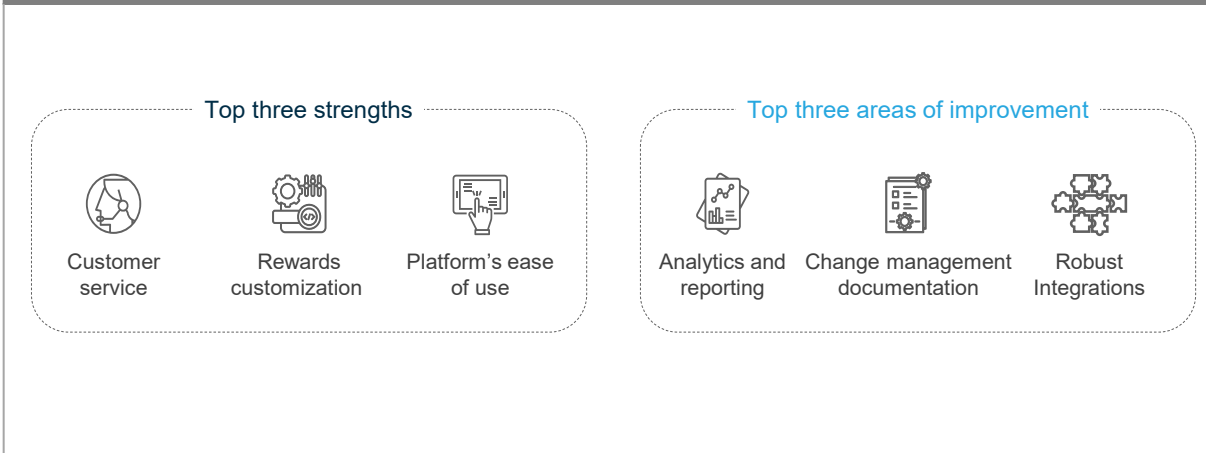 Top three strengths
Customer
service
Rewards
customization
Platform’s ease
of use
Top three areas of improvement
Analytics and
reporting
Change management
documentation
Robust
Integrations